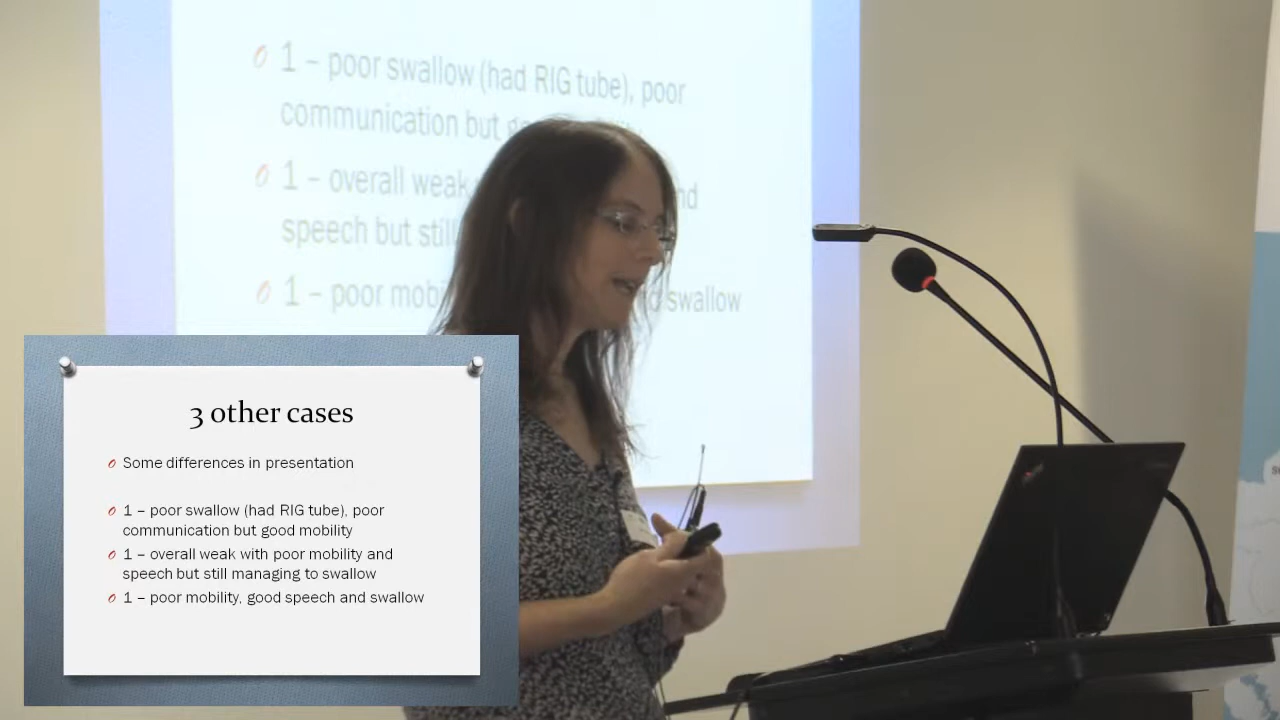 1 – poor swallow (had RIG tube), poor
communication but
1 – overall weak
speech but still
1 – poor swallow
3 other cases
Some differences in presentation
1 – poor swallow (had RIG tube), poor
communication but good mobility
1 – overall weak with poor mobility and
speech but still managing to swallow
1 – poor mobility, good speech and swallow